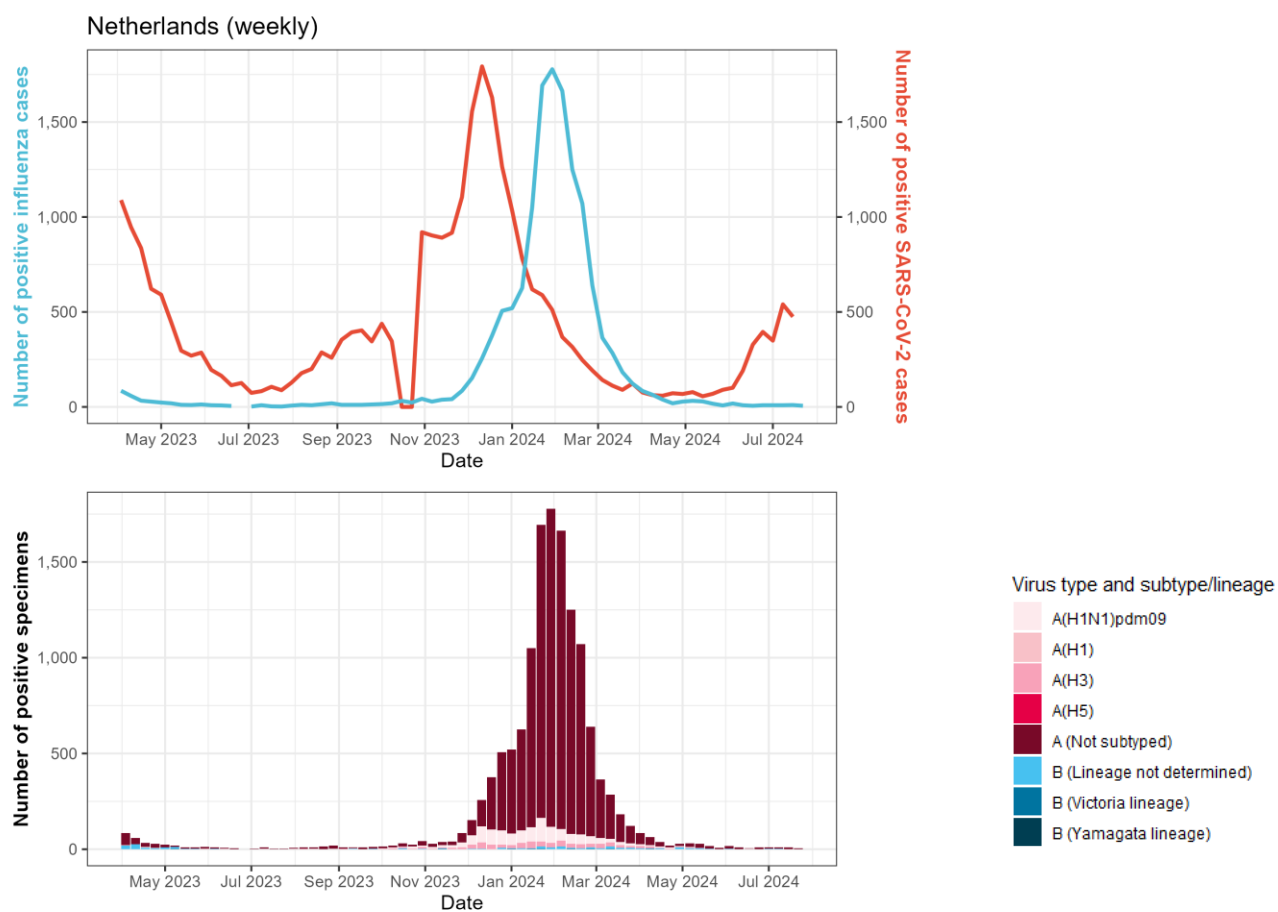 Netherlands (weekly)
Number of positive influenza cases
1,500
1,000
500
0
1,500
1,000
500
0
Number of positive SARS-CoV-2 cases
May 2023 Jul 2023 Sep 2023 Nov 2023 Jan 2024 Mar 2024 May 2024 Jul 2024
Date
Number of positive specimens
1,500
1,000
500
0
May 2023 Jul 2023 Sep 2023 Nov 2023 Jan 2024 Mar 2024 May 2024 Jul 2024
Date
Virus type and subtype/lineage
A(H1N1)pdm09
A(H1)
A(H3)
A(H5)
A (Not subtyped)
B (Lineage not determined)
B (Victoria lineage)
B (Yamagata lineage)